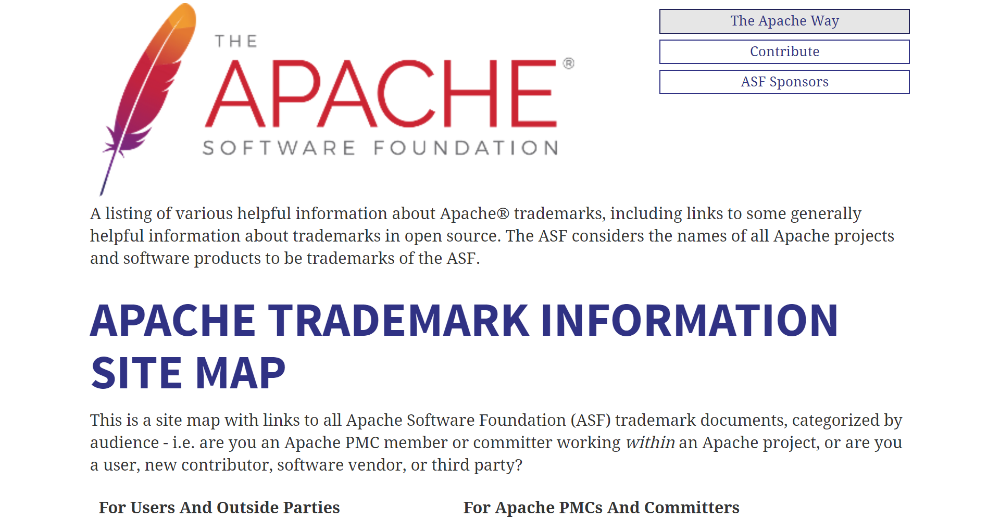 THE
APACHE®
SOFTWARE FOUNDATION
The Apache Way
Contribute
ASF Sponsors
A listing of various helpful information about Apache® trademarks, including links to some generally
helpful information about trademarks in open source. The ASF considers the names of all Apache projects
and software products to be trademarks of the ASF.
APACHE TRADEMARK INFORMATION
SITE MAP
This is a site map with links to all Apache Software Foundation (ASF) trademark documents, categorized by
audience - i.e. are you an Apache PMC member or committer working within an Apache project, or are you
a user, new contributor, software vendor, or third party?
For Users And Outside Parties
For Apache PMCs And Committers